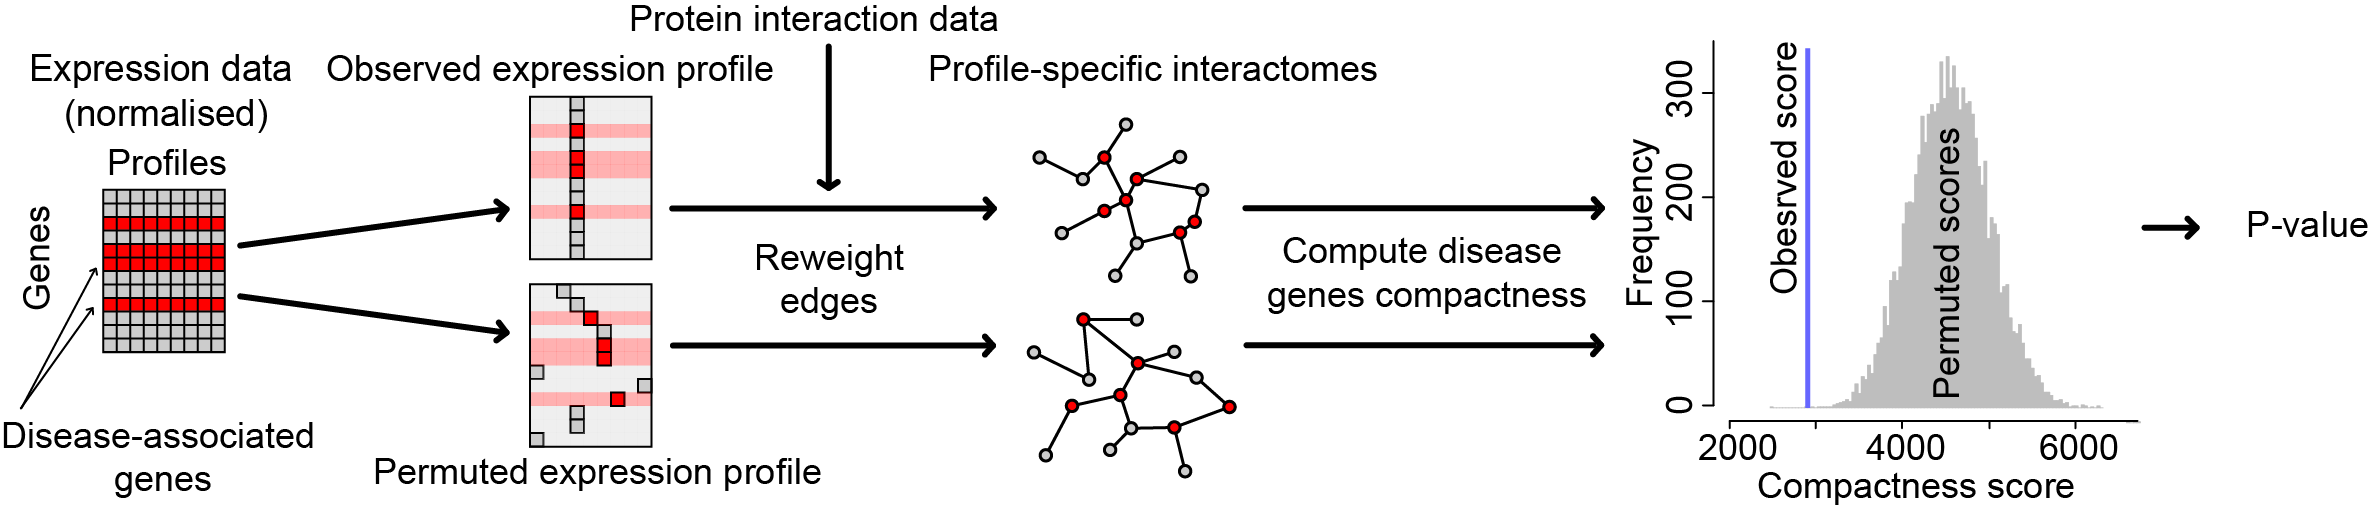 Protein interaction data
Expression data
(normalised)
Observed expression profile
Profile-specific interactomes
Profiles
Genes
Disease-associated
genes
Permuted expression profile
Reweight
edges
Compute disease
genes compactness
Frequency
0
100
200
300
Obesrved score
Permuted scores
2000
4000
6000
Compactness score
P-value